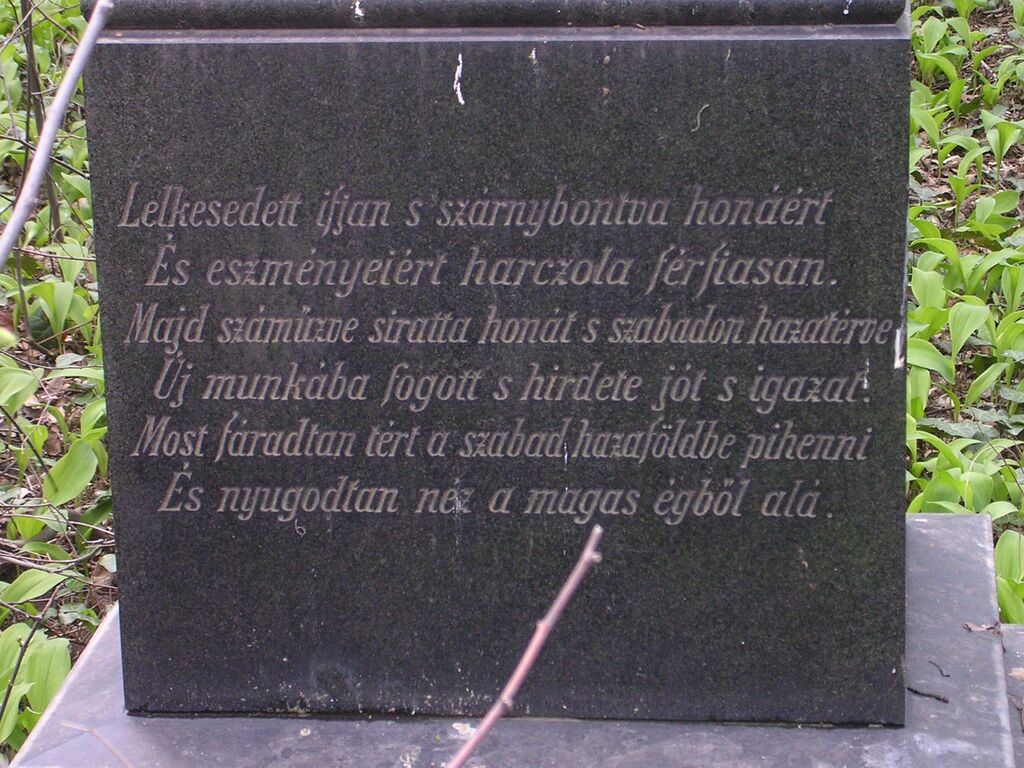 Lelkesedett ifjan s' szárnybontva honáért
És eszményeiért harczola férfiasan.
Majd számüzve siratta honát s szabadon hazatérve
Új munkába fogott s hirdete jót s igazat!
Most fáradtan tért a szabad hazaföldbe pihenni
És nyugodtan néz a magas égből alá.